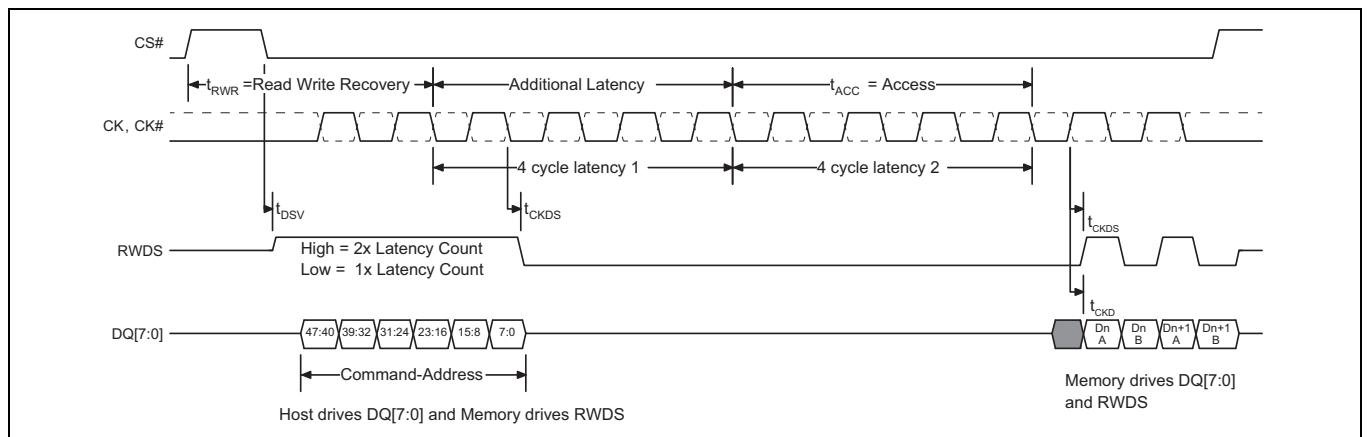 CS#
tRWR =Read Write Recovery
Additional Latency
tACC = Access
CK, CK#
4 cycle latency 1
4 cycle latency 2
tDSV
tCKDS
tCKDS
RWDS
High = 2x Latency Count
Low = 1x Latency Count
tCKD
DQ[7:0]
47:40 39:32 31:24 23:16 15:8 7:0
Dn A
Dn B
Dn+1 A
Dn+1 B
Command-Address
Memory drives DQ[7:0]
and RWDS
Host drives DQ[7:0] and Memory drives RWDS